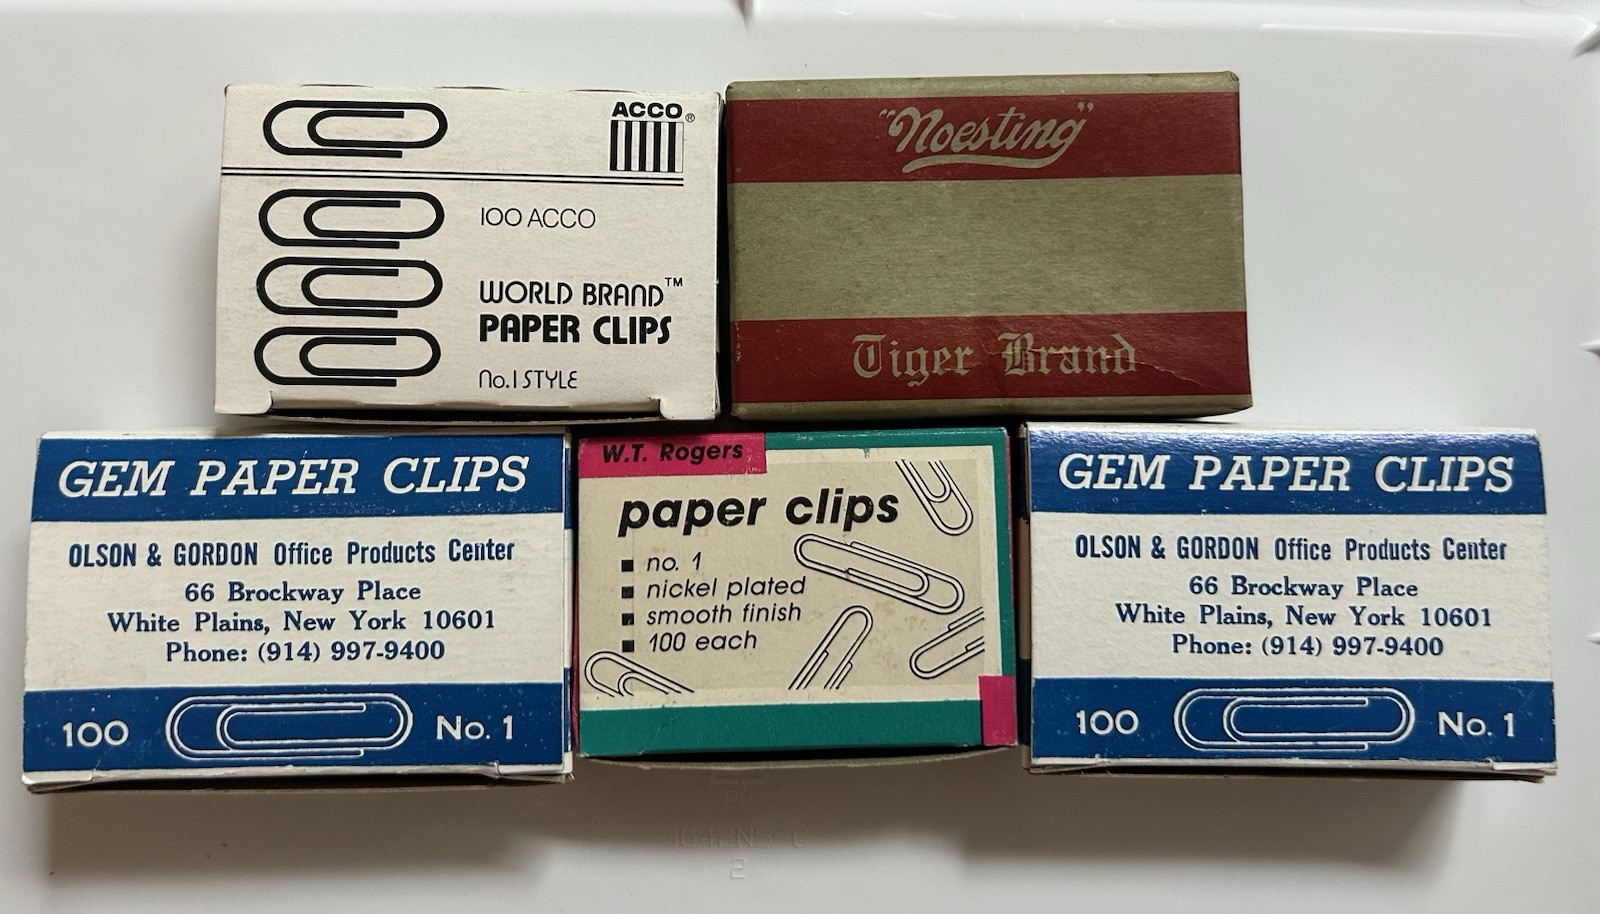 ACCO®
100 ACCO
WORLD BRAND™
PAPER CLIPS
No.1 STYLE
"Noesting"
Tiger Brand
GEM PAPER CLIPS
OLSON & GORDON Office Products Center
66 Brockway Place
White Plains, New York 10601
Phone: (914) 997-9400
100 No. 1
W.T. Rogers
paper clips
■ no. 1
■ nickel plated
■ smooth finish
■ 100 each
GEM PAPER CLIPS
OLSON & GORDON Office Products Center
66 Brockway Place
White Plains, New York 10601
Phone: (914) 997-9400
100 No. 1
PP
2